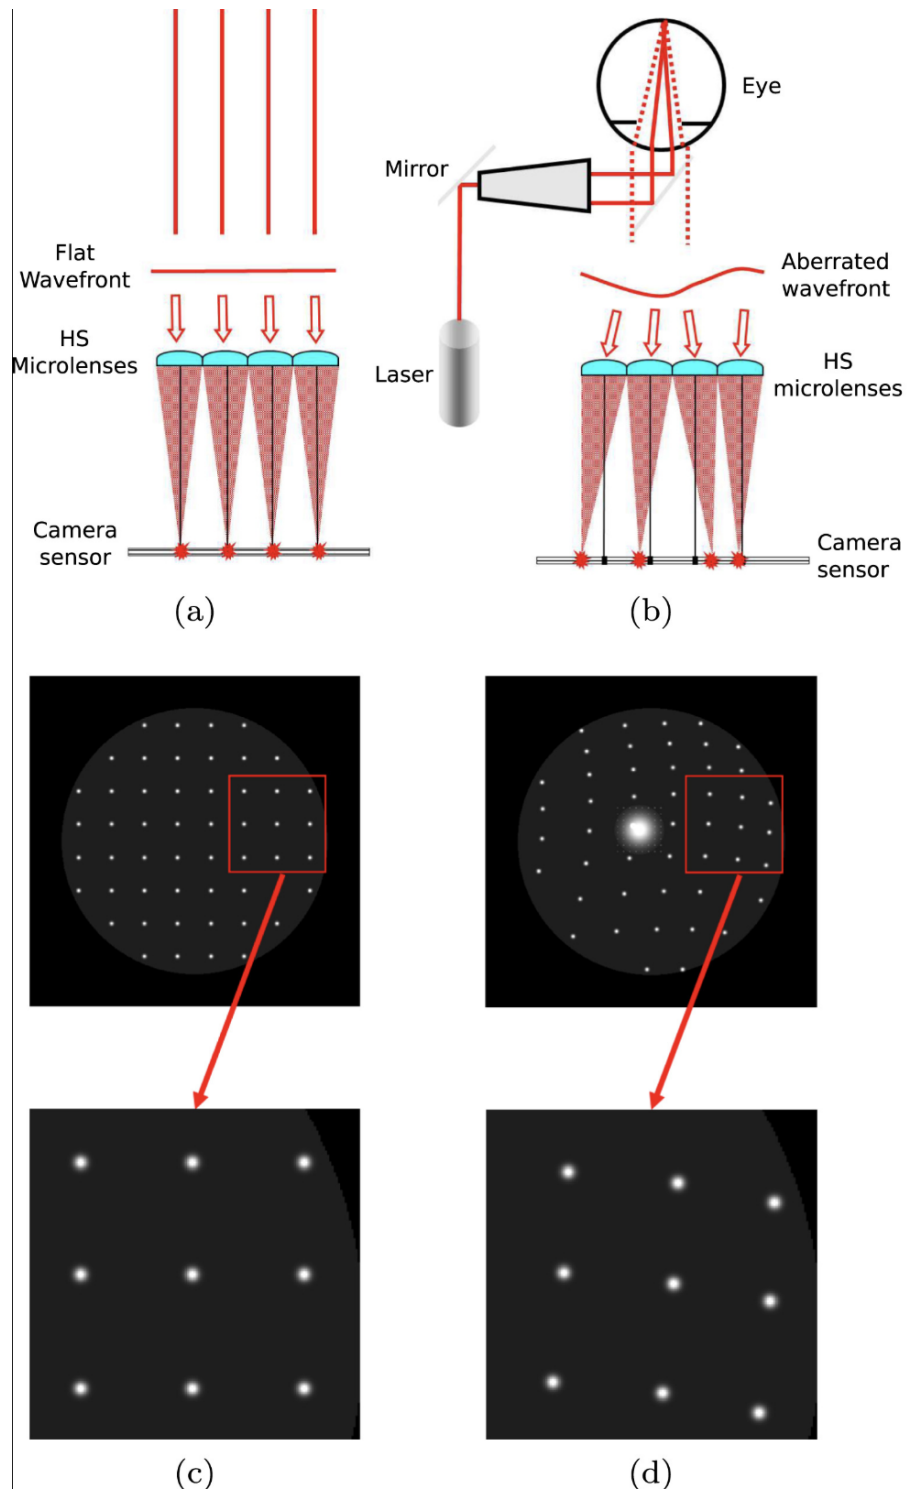 Eye
Mirror
Flat
Wavefront
Aberrated
wavefront
HS
Microlenses
Laser
HS
microlenses
Camera
sensor
Camera
sensor
(a)
(b)
(c)
(d)